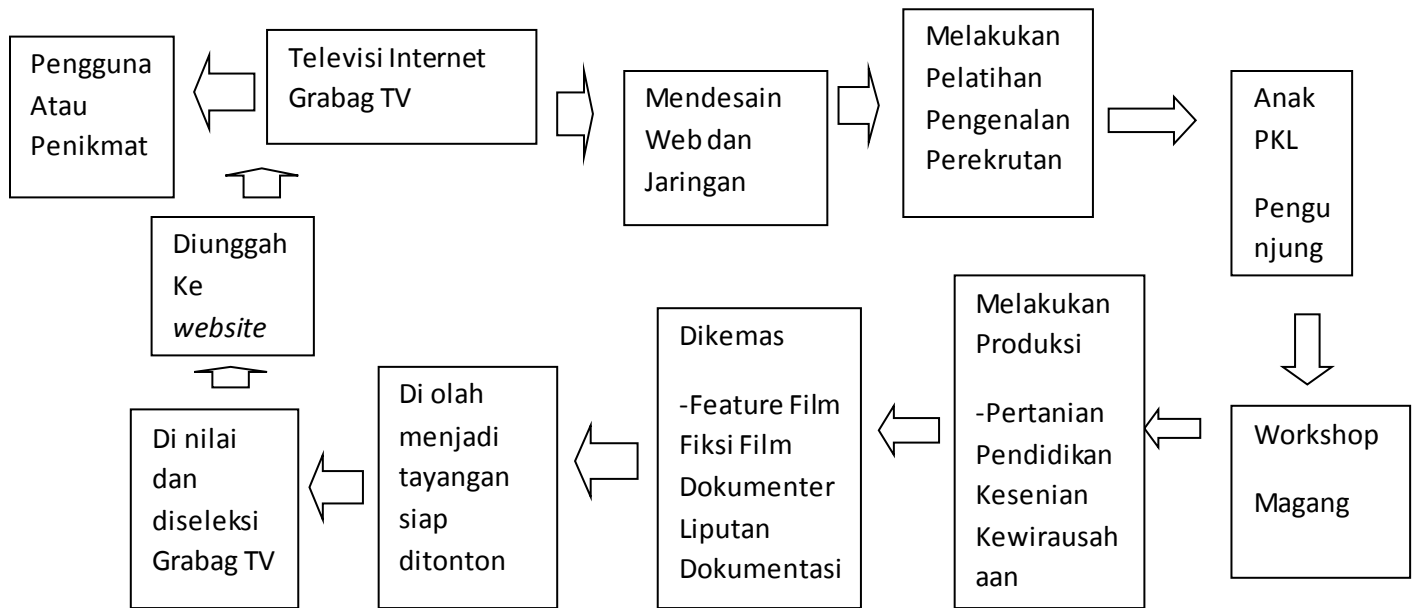 Televisi Internet
Grabag TV
Mendesain
Web dan
Jaringan
Melakukan
Pelatihan
Pengenalan
Perekrutan
Anak
PKL
Pengu
njung
Workshop
Magang
Melakukan
Produksi
-Pertanian
Pendidikan
Kesenian
Kewirausah
aan
Dikemas
-Feature Film
Fiksi Film
Dokumenter
Liputan
Dokumentasi
Di olah
menjadi
tayangan
siap
ditonton
Di nilai
dan
diseleksi
Grabag TV
Diunggah
Ke
website
Pengguna
Atau
Penikmat